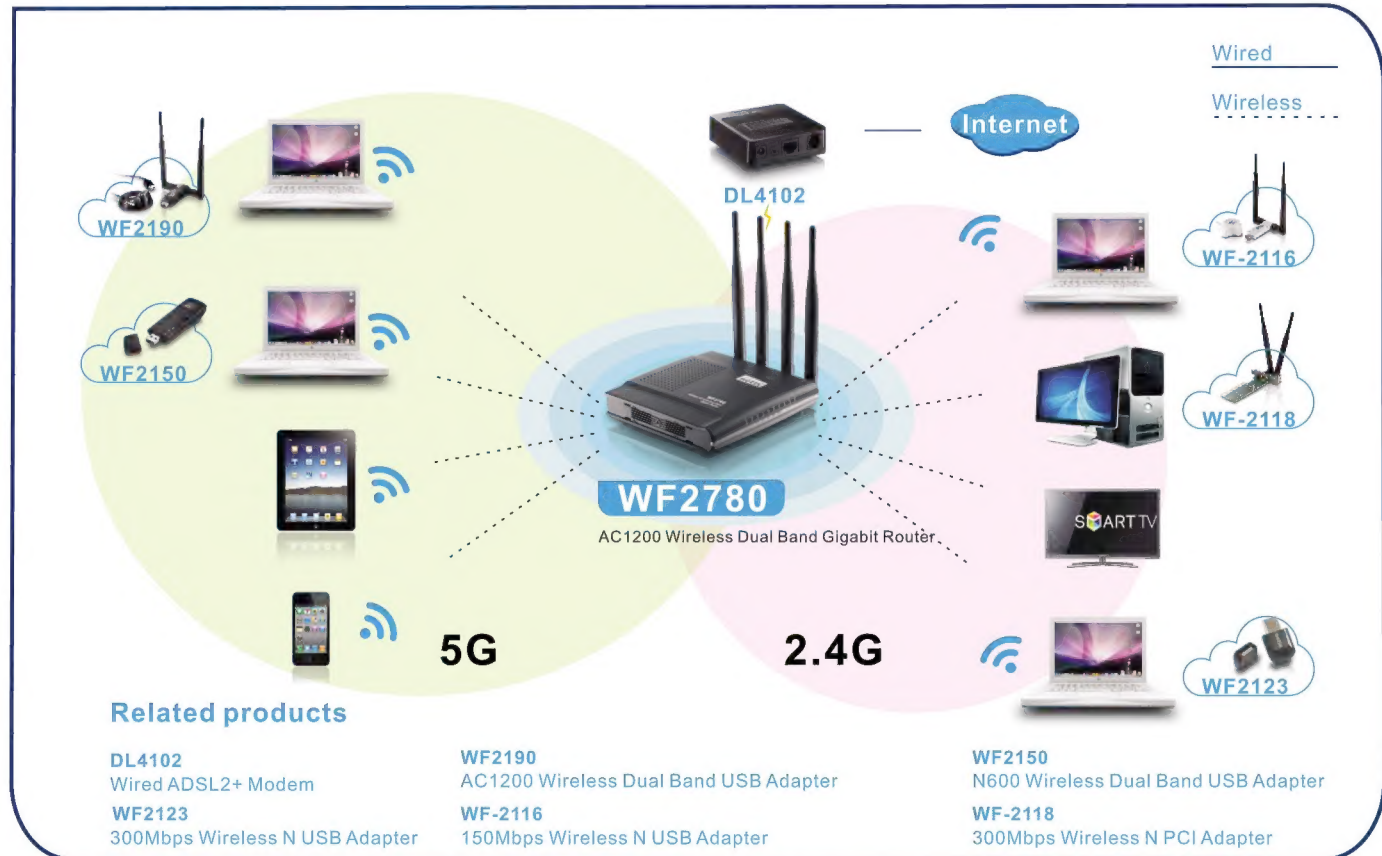 Wired
Wireless
Internet
DL4102
WF2190
WF-2116
WF2150
WF-2118
WF2780
AC1200 Wireless Dual Band Gigabit Router
SMART TV
5G
2.4G
WF2123
Related products
DL4102
Wired ADSL2+ Modem
WF2123
300Mbps Wireless N USB Adapter
WF2190
AC1200 Wireless Dual Band USB Adapter
WF-2116
150Mbps Wireless N USB Adapter
WF2150
N600 Wireless Dual Band USB Adapter
WF-2118
300Mbps Wireless N PCI Adapter